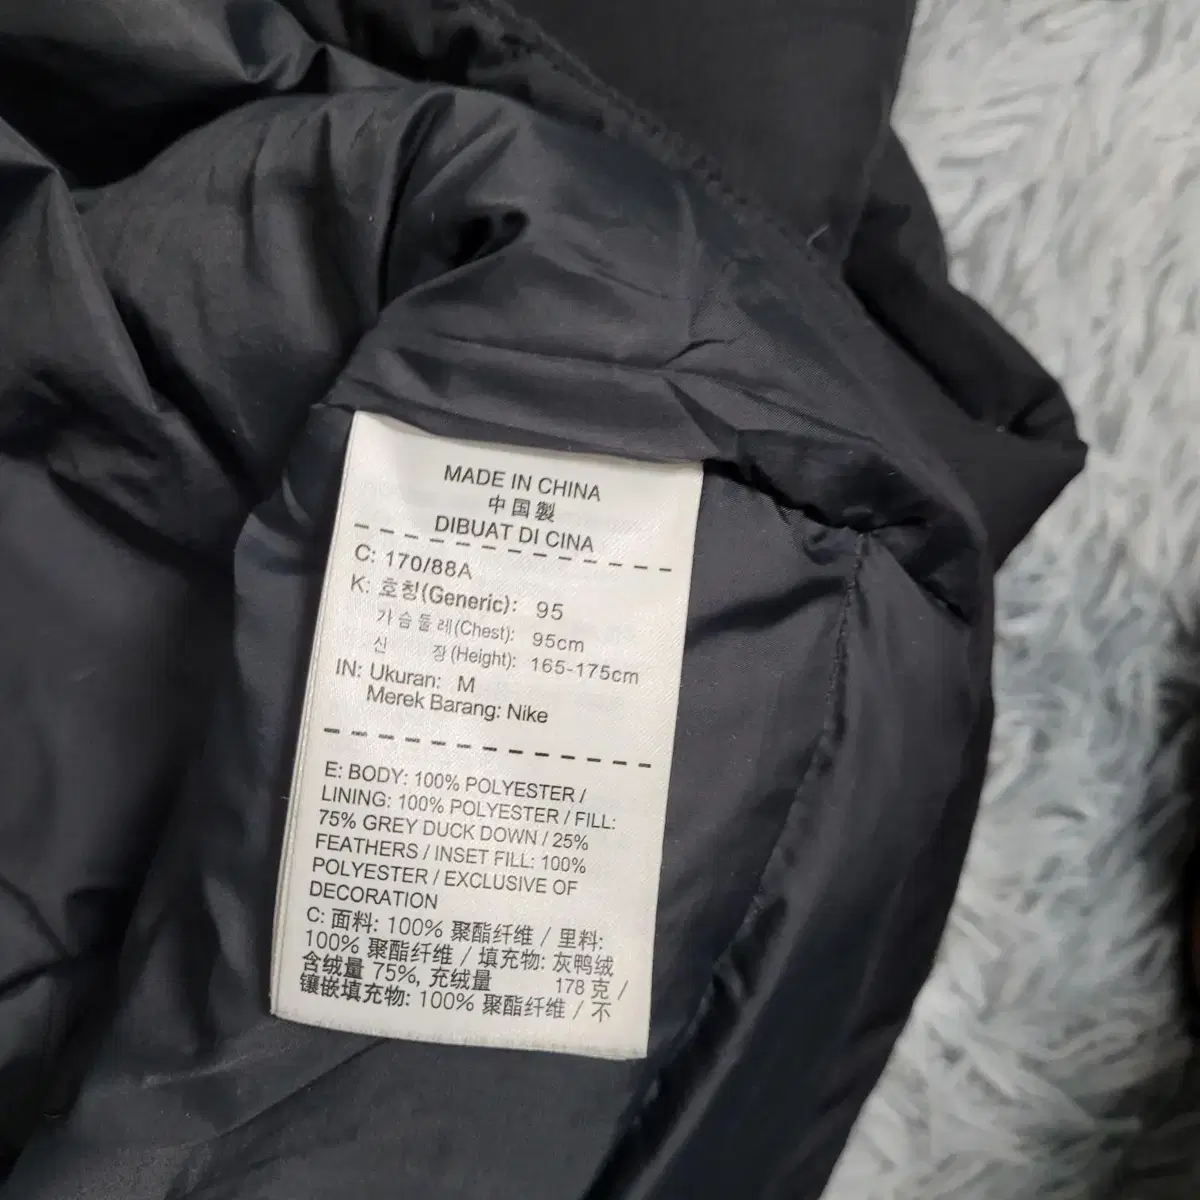 MADE IN CHINA
中国製
DIBUAT DI CINA
C: 170/88A
K: 호칭(Generic): 95
가슴둘레(Chest): 95cm
신 장(Height): 165-175cm
IN: Ukuran: M
Merek Barang: Nike
E: BODY: 100% POLYESTER /
LINING: 100% POLYESTER / FILL:
75% GREY DUCK DOWN / 25%
FEATHERS / INSET FILL: 100%
POLYESTER / EXCLUSIVE OF
DECORATION
C: 面料: 100% 聚酯纤维 / 里料:
100% 聚酯纤维 / 填充物: 灰鸭绒
含绒量 75%, 充绒量 178 克 /
镶嵌填充物: 100% 聚酯纤维 / 不